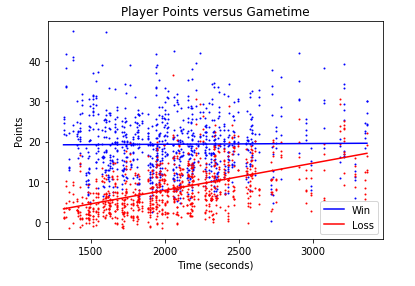 Player Points versus Gametime
Points
40
30
20
10
0
1500 2000 2500 3000
Time (seconds)
Win
Loss